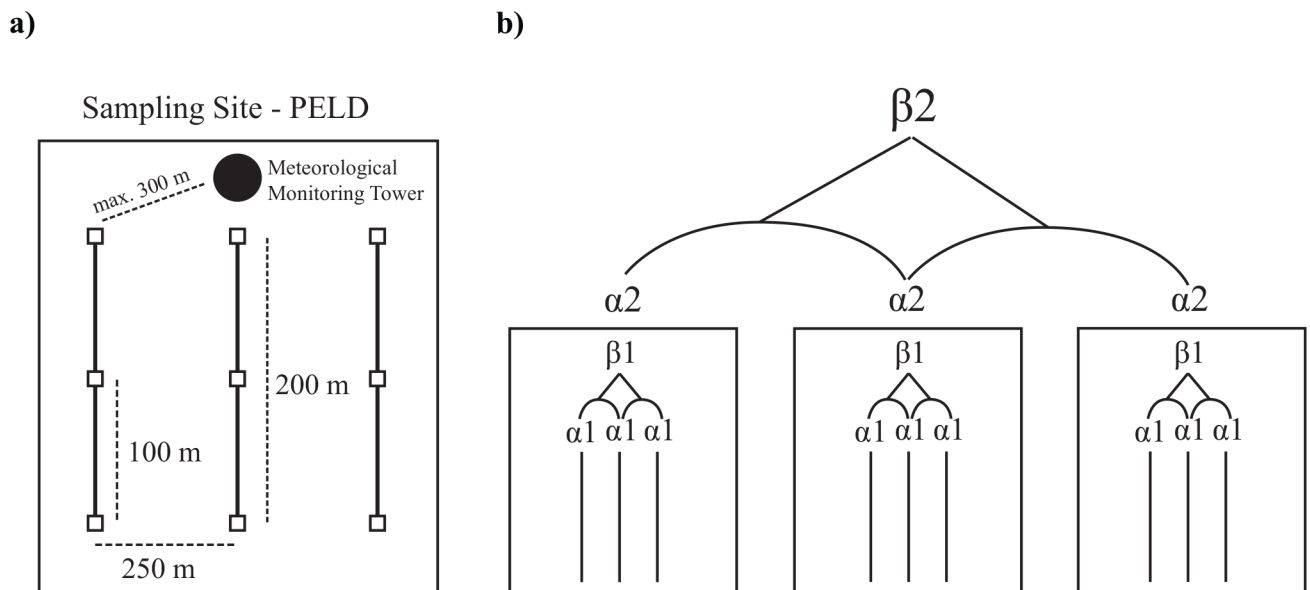 a)
Sampling Site - PELD
max. 300 m
Meteorological
Monitoring Tower
200 m
100 m
250 m
b)
β2
α2 α2 α2
β1 β1 β1
α1 α1 α1 α1 α1 α1 α1 α1 α1